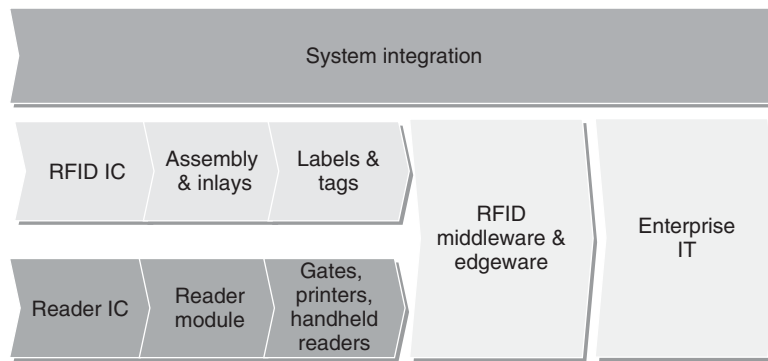 System integration
RFID IC
Assembly
& inlays
Labels &
tags
RFID
middleware &
edgeware
Enterprise
IT
Reader IC
Reader
module
Gates,
printers,
handheld
readers